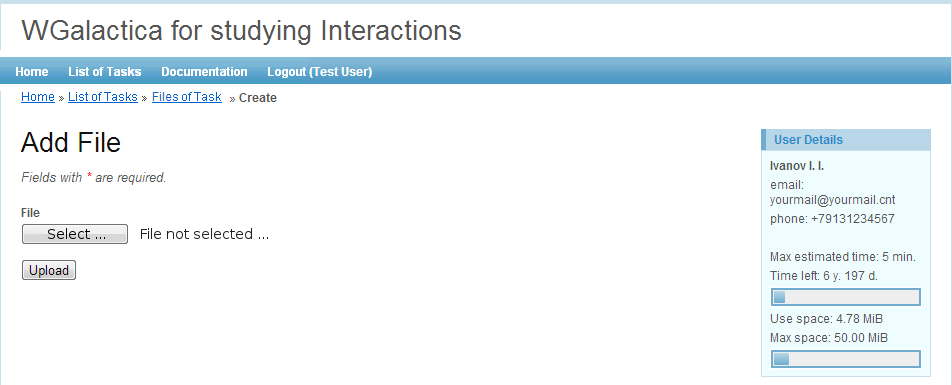 WGalactica for studying Interactions
Home List of Tasks Documentation Logout (Test User)
Home » List of Tasks » Files of Task » Create
Add File
Fields with * are required.
File
Select ... File not selected ...
Upload
User Details
Ivanov I. I.
email:
yourmail@yourmail.cnt
phone: +79131234567
Max estimated time: 5 min.
Time left: 6 y. 197 d.
Use space: 4.78 MiB
Max space: 50.00 MiB